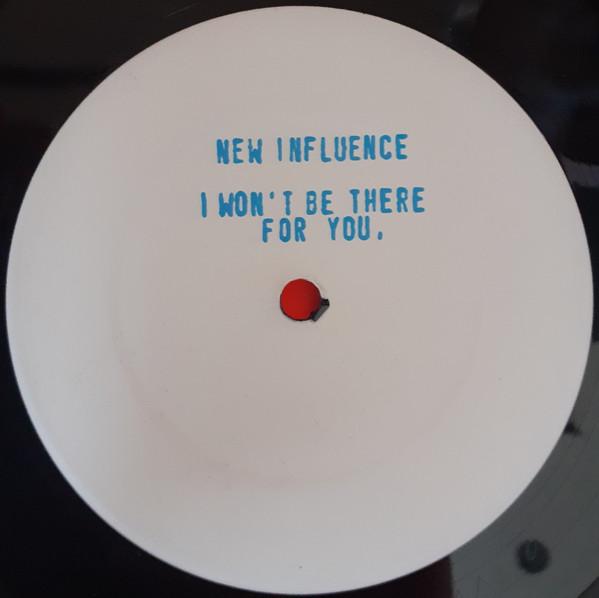 NEW INFLUENCE
I WON'T BE THERE
FOR YOU.